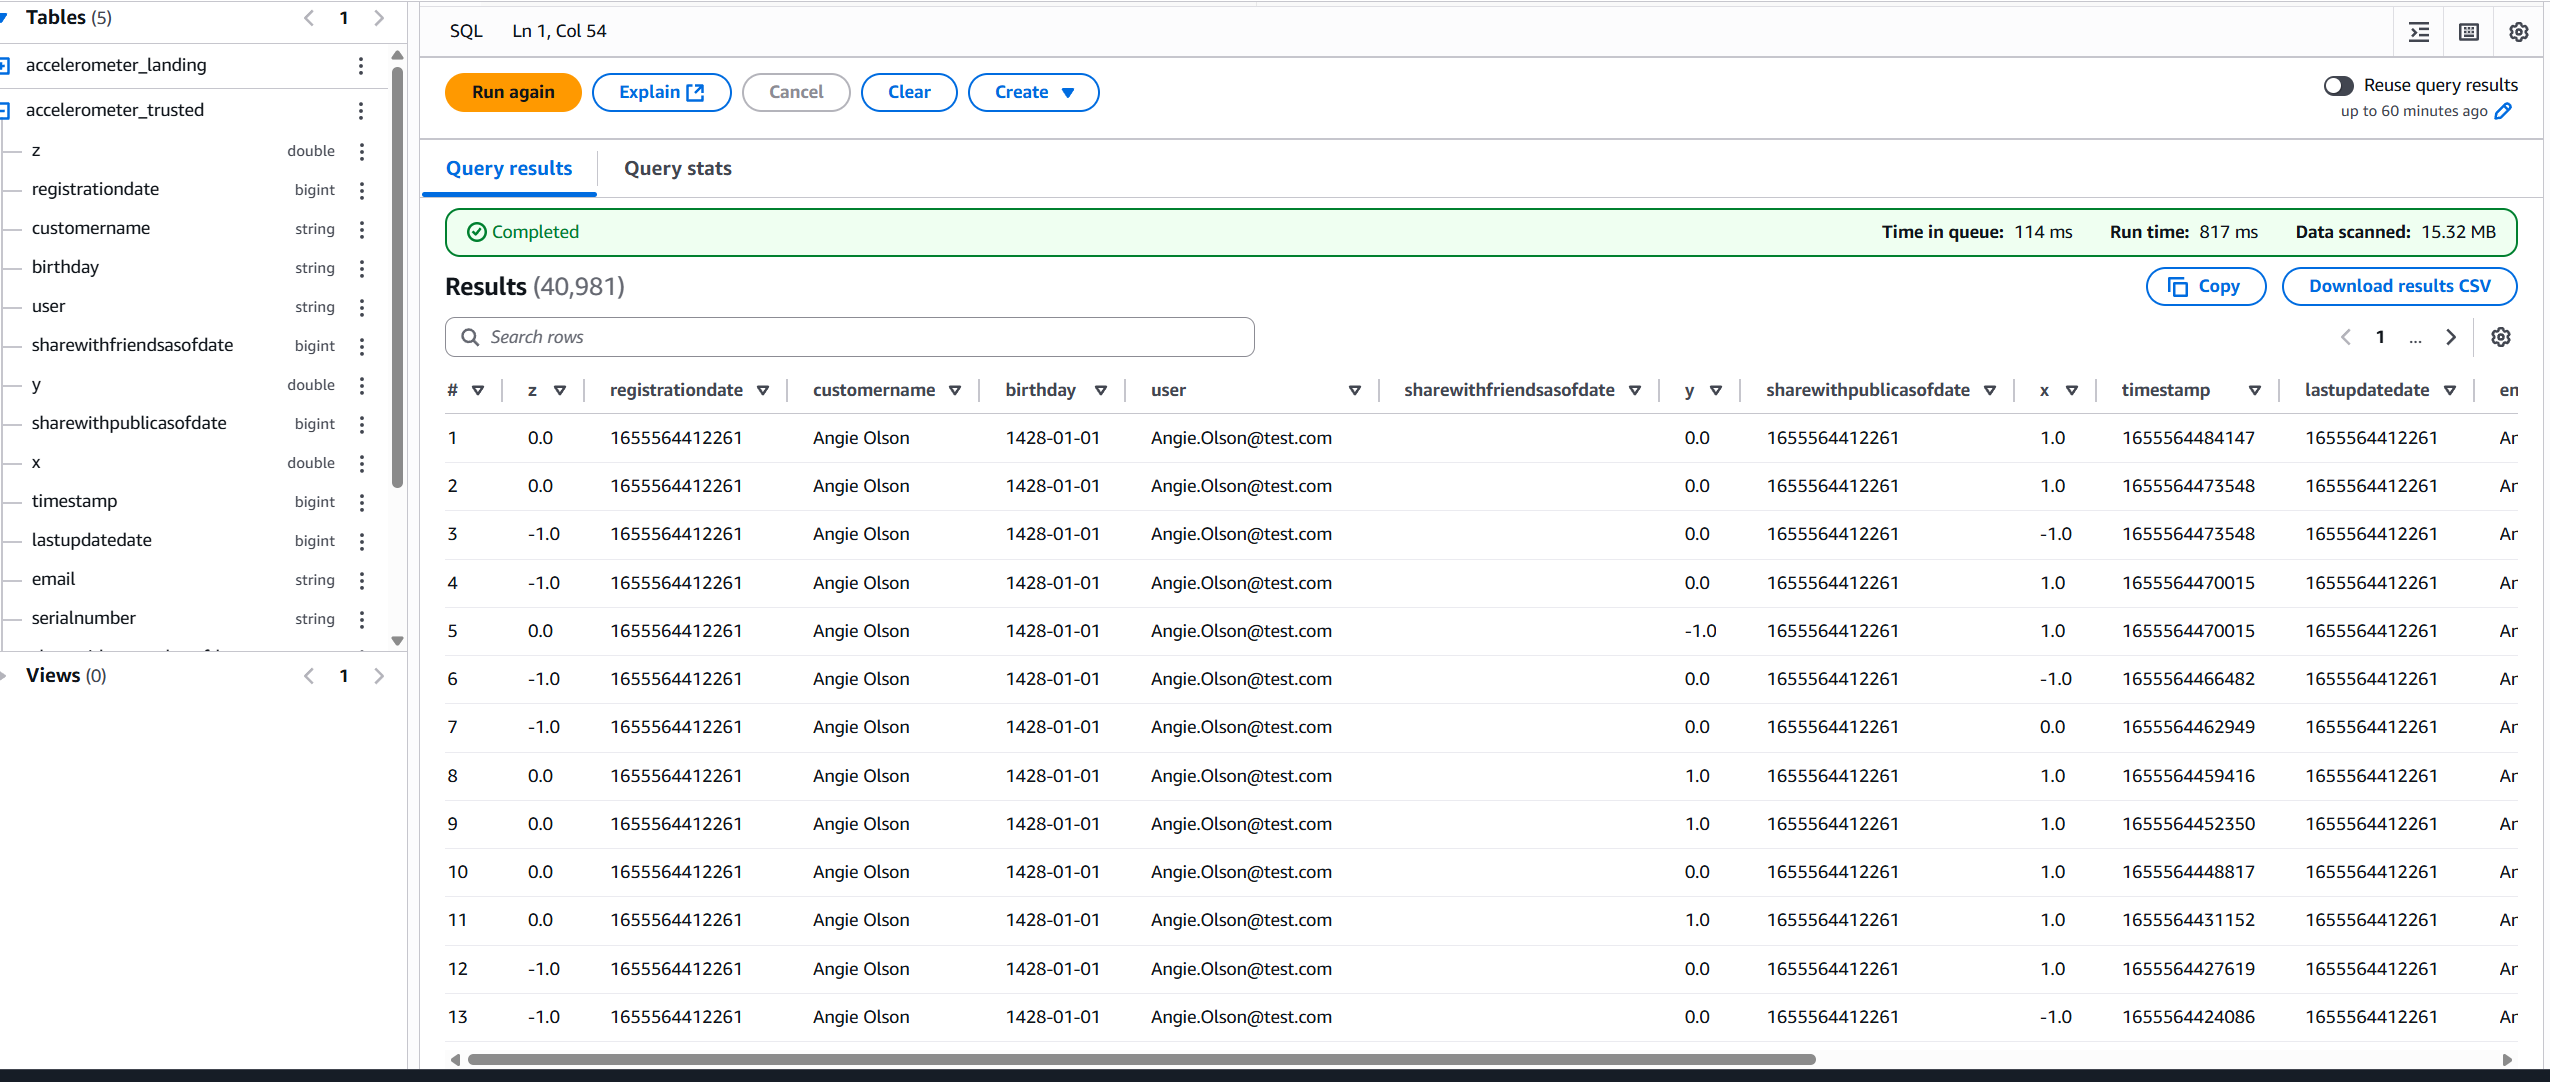 Tables (5) 1
accelerometer_landing
accelerometer_trusted
z double
registrationdate bigint
customername string
birthday string
user string
sharewithfriendsasofdate bigint
y double
sharewithpublicasofdate bigint
x double
timestamp bigint
lastupdatedate bigint
email string
serialnumber string
Views (0) 1
SQL Ln 1, Col 54
Run again Explain Cancel Clear Create
Reuse query results
up to 60 minutes ago
Query results Query stats
Completed Time in queue: 114 ms Run time: 817 ms Data scanned: 15.32 MB
Results (40,981) Copy Download results CSV
Search rows 1 ...
# z registrationdate customername birthday user sharewithfriendsasofdate y sharewithpublicasofdate x timestamp lastupdatedate en
1 0.0 1655564412261 Angie Olson 1428-01-01 Angie.Olson@test.com 0.0 1655564412261 1.0 1655564484147 1655564412261 An
2 0.0 1655564412261 Angie Olson 1428-01-01 Angie.Olson@test.com 0.0 1655564412261 1.0 1655564473548 1655564412261 An
3 -1.0 1655564412261 Angie Olson 1428-01-01 Angie.Olson@test.com 0.0 1655564412261 -1.0 1655564473548 1655564412261 An
4 -1.0 1655564412261 Angie Olson 1428-01-01 Angie.Olson@test.com 0.0 1655564412261 1.0 1655564470015 1655564412261 An
5 0.0 1655564412261 Angie Olson 1428-01-01 Angie.Olson@test.com -1.0 1655564412261 1.0 1655564470015 1655564412261 An
6 -1.0 1655564412261 Angie Olson 1428-01-01 Angie.Olson@test.com 0.0 1655564412261 -1.0 1655564466482 1655564412261 An
7 -1.0 1655564412261 Angie Olson 1428-01-01 Angie.Olson@test.com 0.0 1655564412261 0.0 1655564462949 1655564412261 An
8 0.0 1655564412261 Angie Olson 1428-01-01 Angie.Olson@test.com 1.0 1655564412261 1.0 1655564459416 1655564412261 An
9 0.0 1655564412261 Angie Olson 1428-01-01 Angie.Olson@test.com 1.0 1655564412261 1.0 1655564452350 1655564412261 An
10 0.0 1655564412261 Angie Olson 1428-01-01 Angie.Olson@test.com 0.0 1655564412261 1.0 1655564448817 1655564412261 An
11 0.0 1655564412261 Angie Olson 1428-01-01 Angie.Olson@test.com 1.0 1655564412261 1.0 1655564431152 1655564412261 An
12 -1.0 1655564412261 Angie Olson 1428-01-01 Angie.Olson@test.com 0.0 1655564412261 1.0 1655564427619 1655564412261 An
13 -1.0 1655564412261 Angie Olson 1428-01-01 Angie.Olson@test.com 0.0 1655564412261 -1.0 1655564424086 1655564412261 An